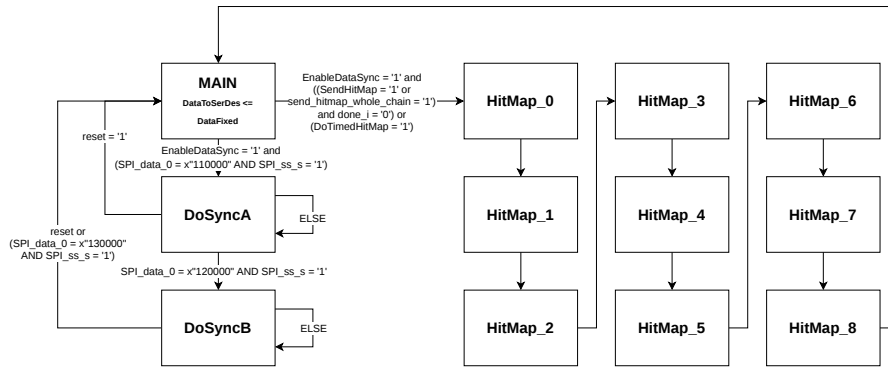 MAIN
DataToSerDes <=
DataFixed
EnableDataSync = '1' and
((SendHitMap = '1' or
send_hitmap_whole_chain = '1')
and done_i = '0') or
(DoTimedHitMap = '1')
HitMap_0
HitMap_3
HitMap_6
reset = '1'
EnableDataSync = '1' and
(SPI_data_0 = x"110000" AND SPI_ss_s = '1')
DoSyncA
ELSE
HitMap_1
HitMap_4
HitMap_7
reset or
(SPI_data_0 = x"130000"
AND SPI_ss_s = '1')
SPI_data_0 = x"120000" AND SPI_ss_s = '1'
DoSyncB
ELSE
HitMap_2
HitMap_5
HitMap_8